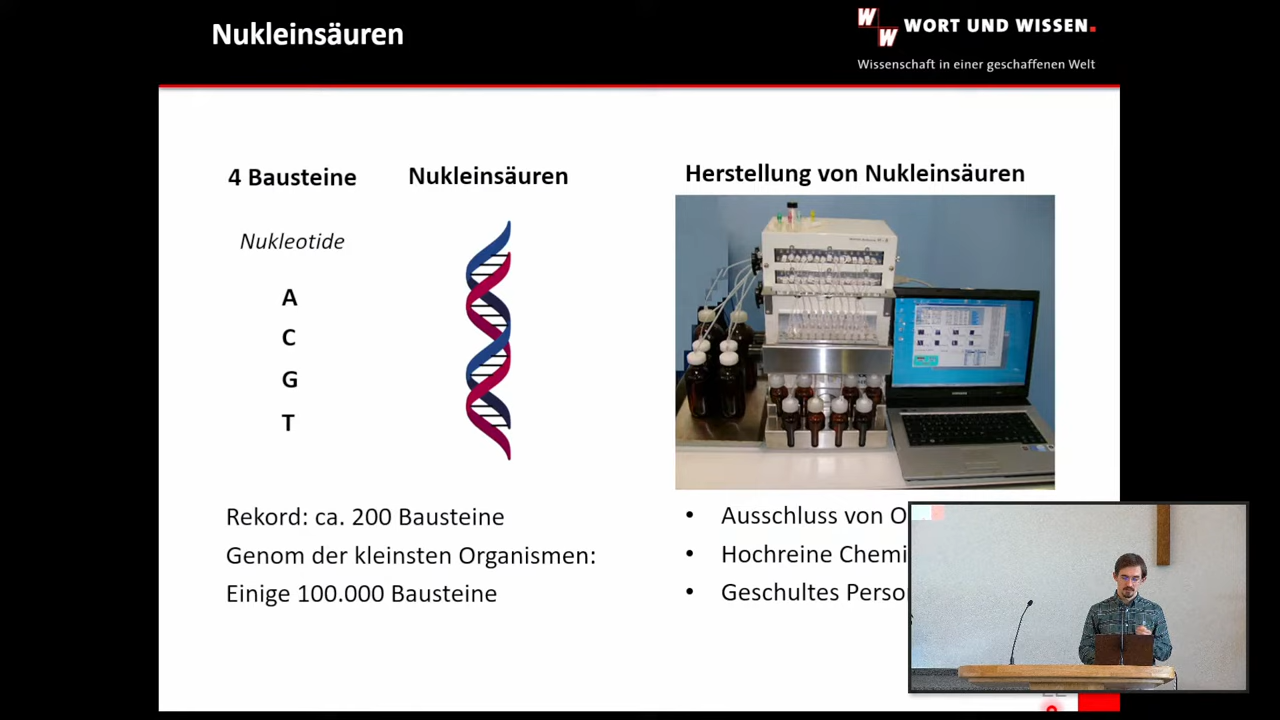 Nukleinsäuren
WORT UND WISSEN.
Wissenschaft in einer geschaffenen Welt
4 Bausteine
Nukleinsäuren
Herstellung von Nukleinsäuren
Nukleotide
A
C
G
T
Rekord: ca. 200 Bausteine
Genom der kleinsten Organismen:
Einige 100.000 Bausteine
• Ausschluss von O
• Hochreine Chemi
• Geschultes Perso